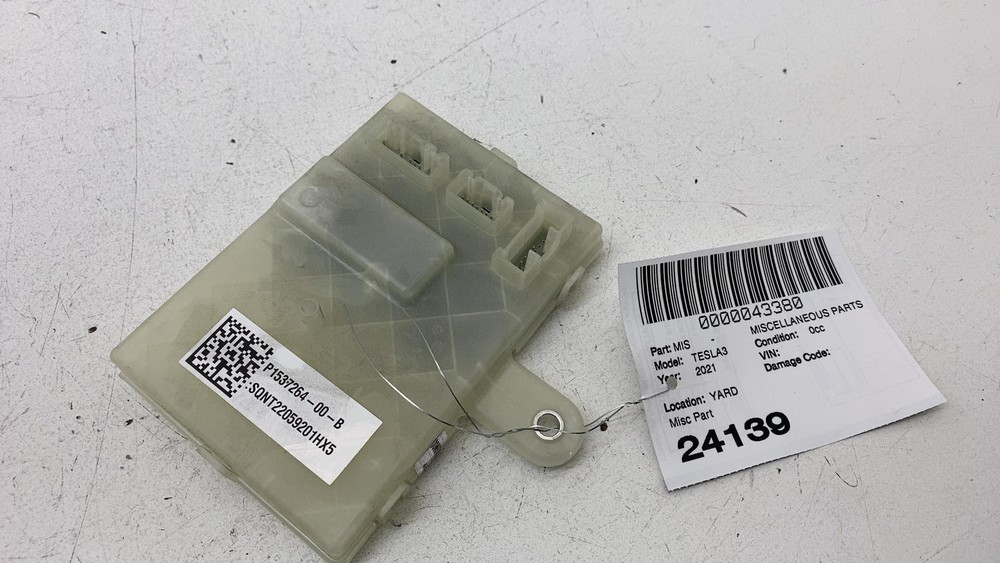 P1537264-00-B
SQNT22059201HX5
0000043380
MISCELLANEOUS PARTS
Part: MIS -
Condition: 0cc
Model: TESLA3
VIN:
Year: 2021
Damage Code:
Location: YARD
Misc Part
24139